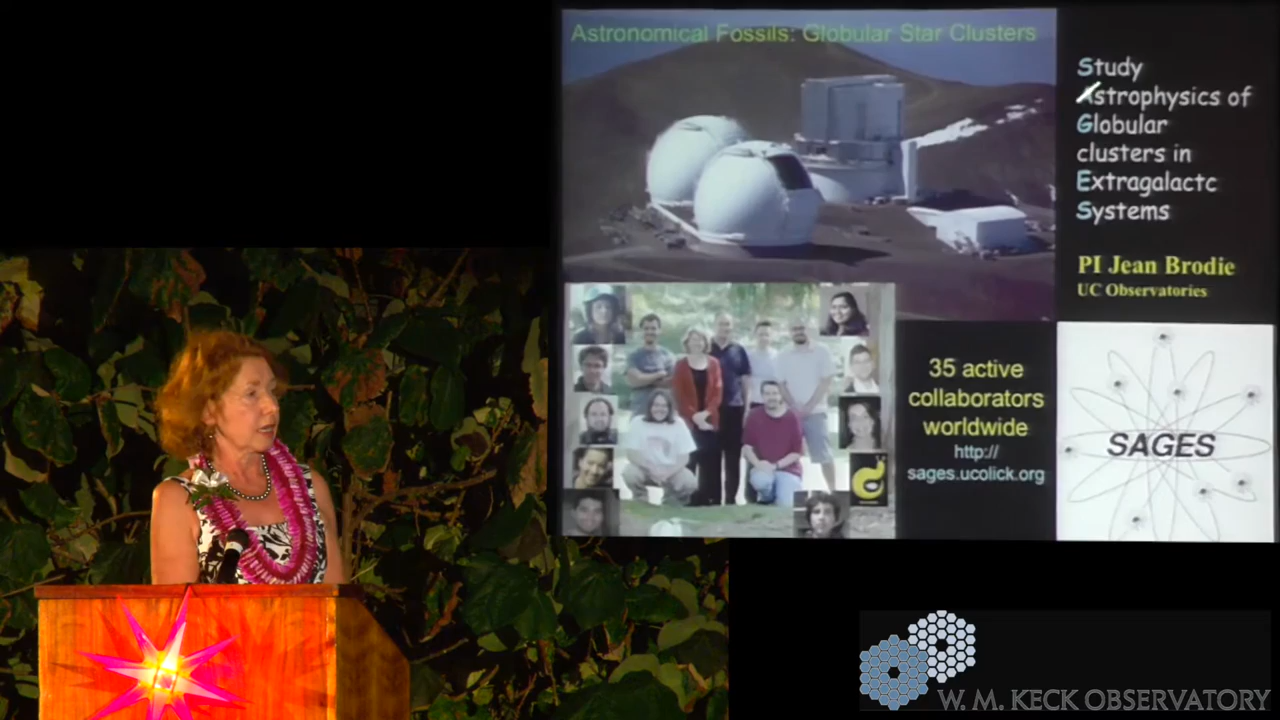 Astronomical Fossils: Globular Star Clusters
Study
Astrophysics of
Globular
clusters in
Extragalactc
Systems
PI Jean Brodie
UC Observatories
35 active
collaborators
worldwide
http://
sages.ucolick.org
SAGES
W. M. KECK OBSERVATORY